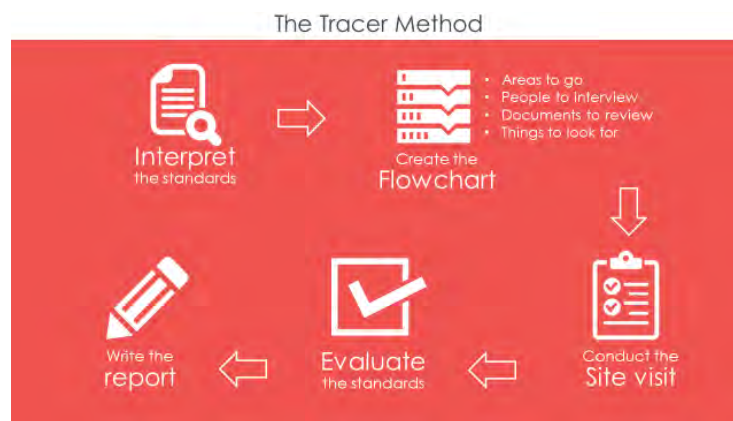 The Tracer Method
Interpret
the standards
Create the
Flowchart
• Areas to go
• People to interview
• Documents to review
• Things to look for
Conduct the
Site visit
Evaluate
the standards
Write the
report